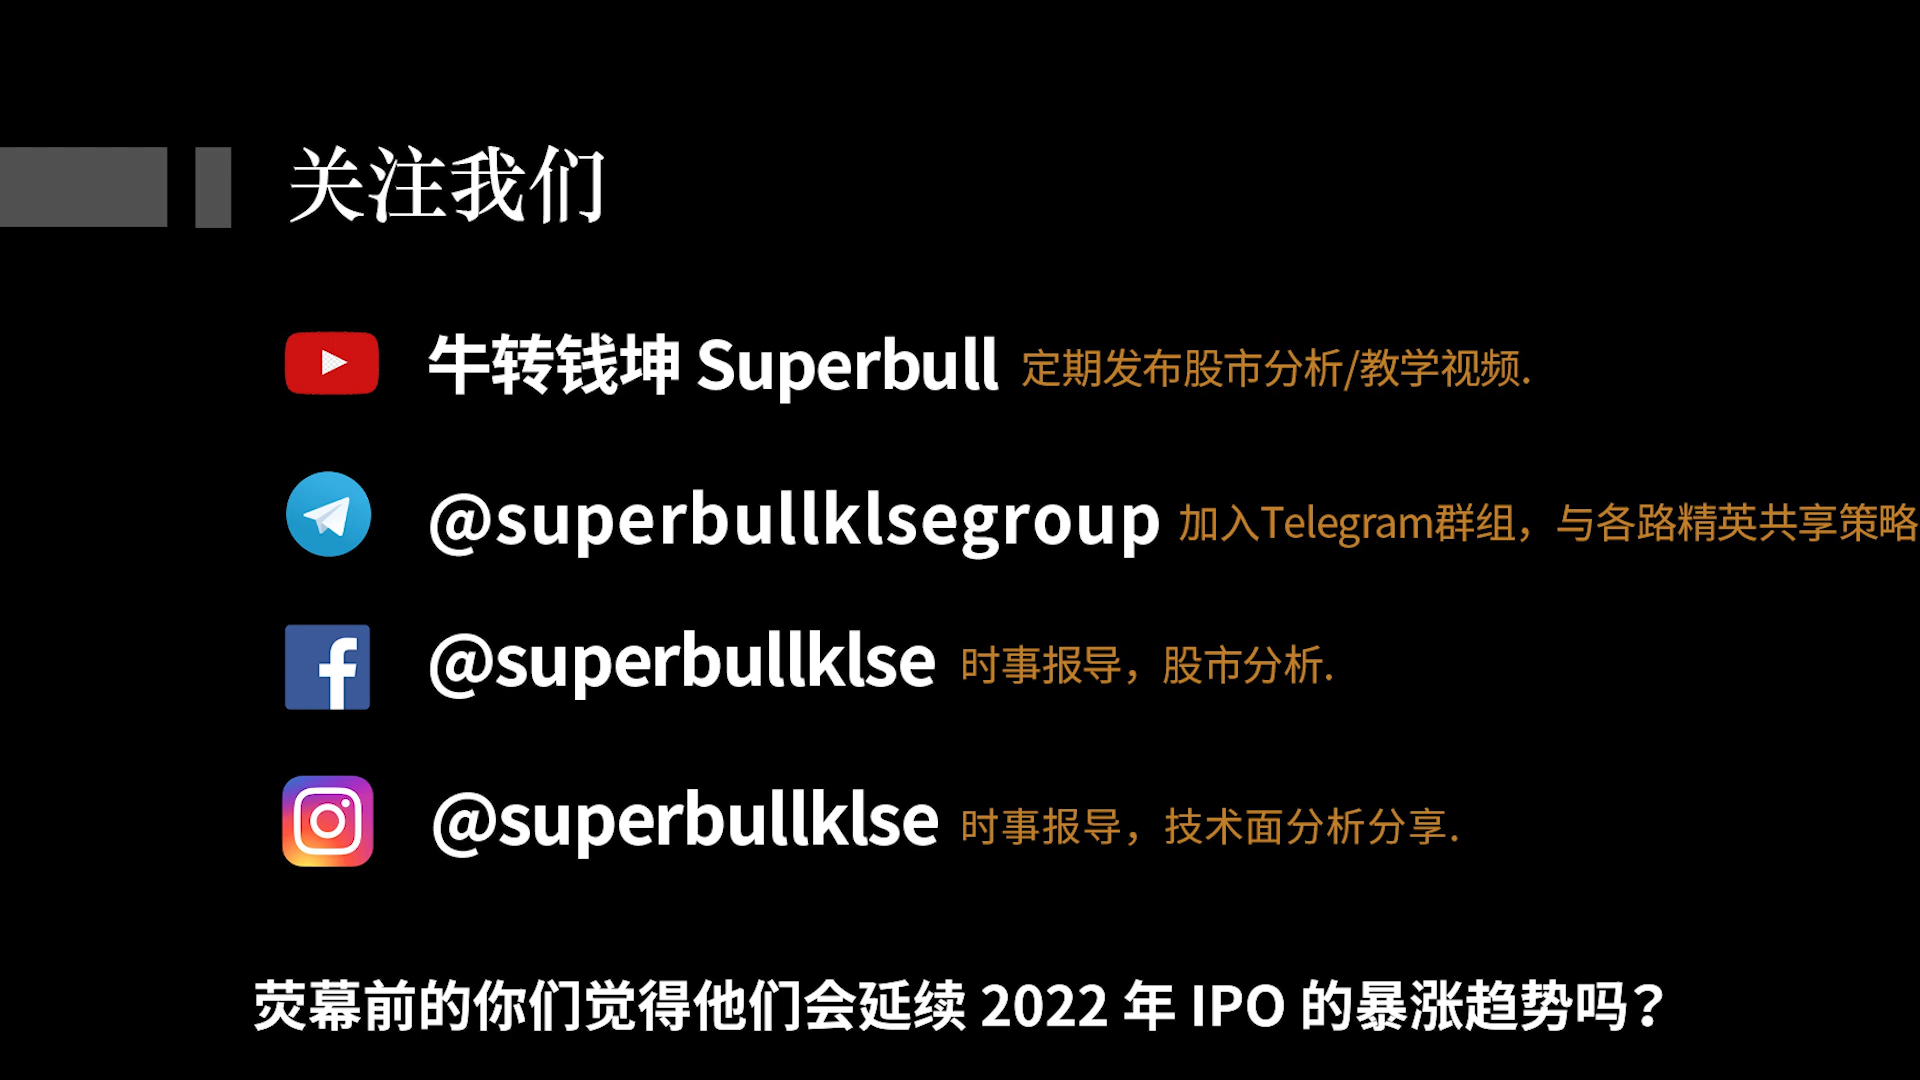 关注我们
牛转钱坤 Superbull 定期发布股市分析/教学视频.
@superbullklsegroup 加入Telegram群组，与各路精英共享策略
@superbullklse 时事报导，股市分析.
@superbullklse 时事报导，技术面分析分享.
荧幕前的你们觉得他们会延续 2022 年 IPO 的暴涨趋势吗？